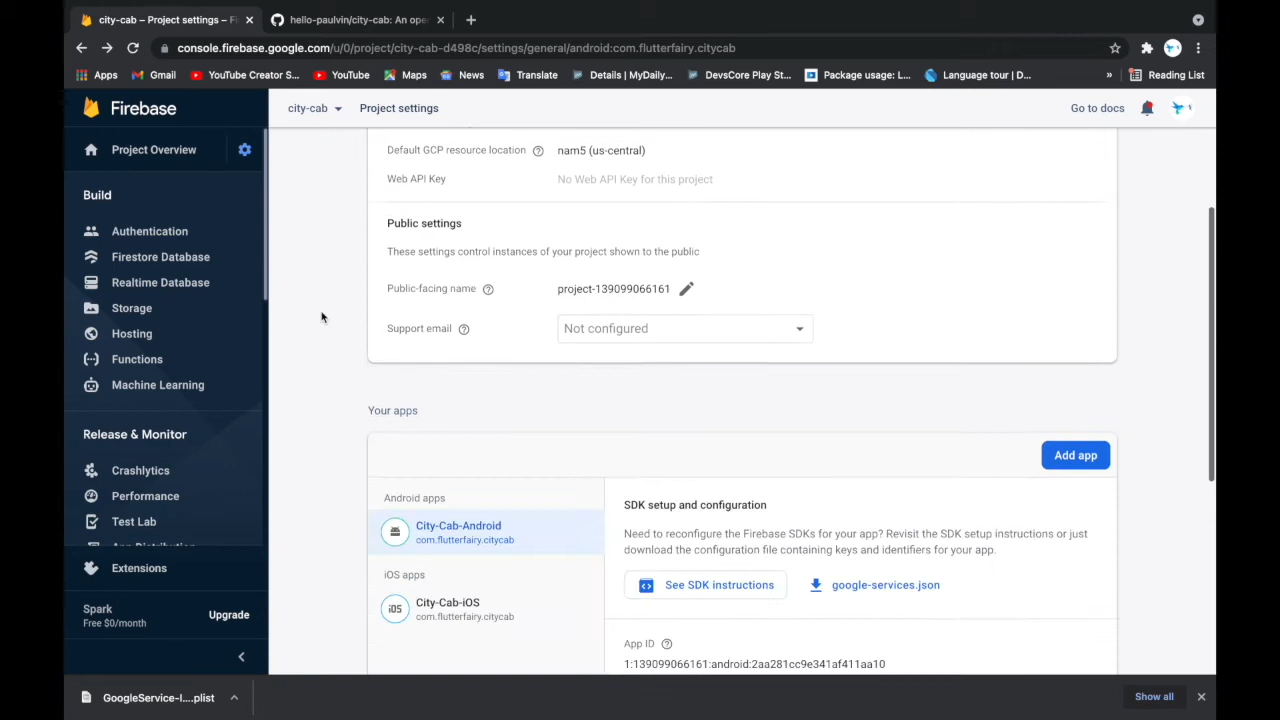 city-cab – Project settings – Fi
hello-paulvin/city-cab: An open
console.firebase.google.com/u/0/project/city-cab-d498c/settings/general/android:com.flutterfairy.citycab
Apps
Gmail
YouTube Creator S...
YouTube
Maps
News
Translate
Details | MyDaily...
DevsCore Play St...
Package usage: L...
Language tour | D...
»
Reading List
Firebase
city-cab
Project settings
Go to docs
Project Overview
Build
Authentication
Firestore Database
Realtime Database
Storage
Hosting
Functions
Machine Learning
Release & Monitor
Crashlytics
Performance
Test Lab
App Distribution
Extensions
Spark
Free $0/month
Upgrade
Default GCP resource location
nam5 (us-central)
Web API Key
No Web API Key for this project
Public settings
These settings control instances of your project shown to the public
Public-facing name
project-139099066161
Support email
Not configured
Your apps
Add app
Android apps
City-Cab-Android
com.flutterfairy.citycab
iOS apps
iOS
City-Cab-iOS
com.flutterfairy.citycab
SDK setup and configuration
Need to reconfigure the Firebase SDKs for your app? Revisit the SDK setup instructions or just
download the configuration file containing keys and identifiers for your app.
See SDK instructions
google-services.json
App ID
1:139099066161:android:2aa281cc9e341af411aa10
GoogleService-I....plist
Show all